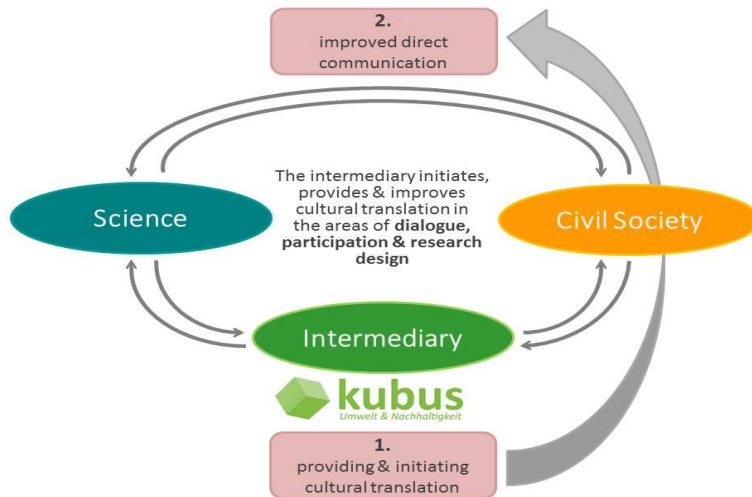 2.
improved direct
communication
The intermediary initiates,
provides & improves
cultural translation in
the areas of dialogue,
participation & research
design
Science
Civil Society
Intermediary
kubus
Umwelt & Nachhaltigkeit
1.
providing & initiating
cultural translation